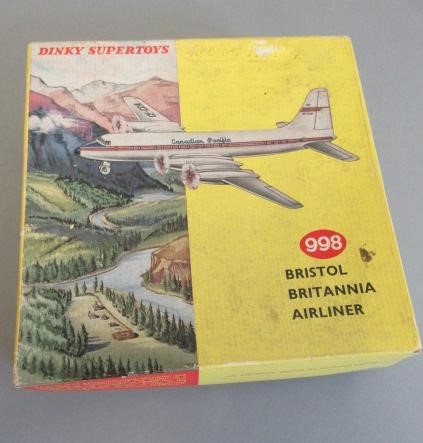 DINKY SUPERTOYS
Canadian Pacific
998
BRISTOL
BRITANNIA
AIRLINER